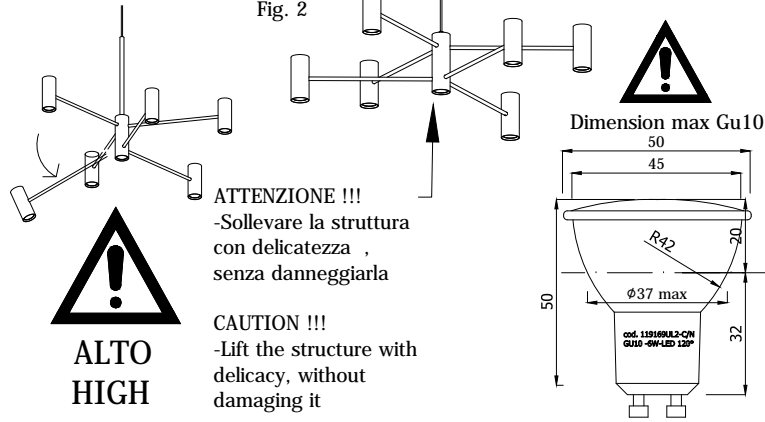 Fig. 2
ATTENZIONE !!!
-Sollevare la struttura
con delicatezza ,
senza danneggiarla
CAUTION !!!
-Lift the structure with
delicacy, without
damaging it
ALTO
HIGH
Dimension max Gu10
50
45
20
R42
50
ϕ37 max
32
cod. 119169UL2-C/N
GU10 -6W-LED 120°